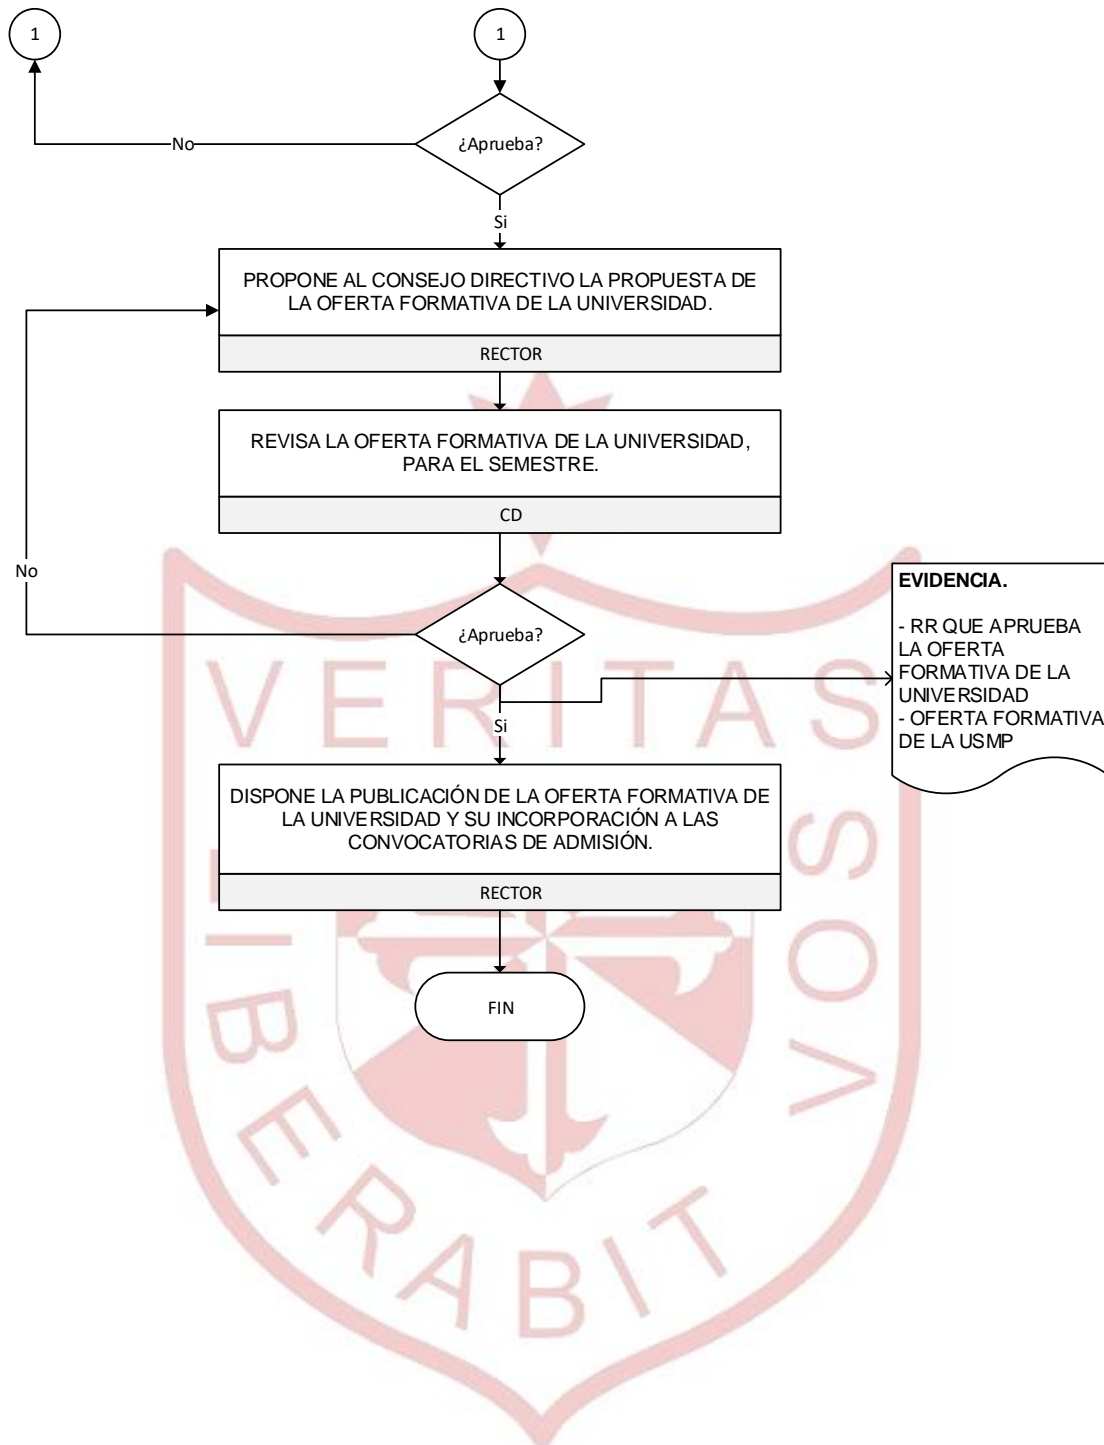 1
1
¿Aprueba?
No
Si
PROPONE AL CONSEJO DIRECTIVO LA PROPUESTA DE
LA OFERTA FORMATIVA DE LA UNIVERSIDAD.
RECTOR
REVISA LA OFERTA FORMATIVA DE LA UNIVERSIDAD,
PARA EL SEMESTRE.
CD
No
¿Aprueba?
EVIDENCIA.
- RR QUE APRUEBA
LA OFERTA
FORMATIVA DE LA
UNIVERSIDAD
- OFERTA FORMATIVA
DE LA USMP
Si
DISPONE LA PUBLICACIÓN DE LA OFERTA FORMATIVA DE
LA UNIVERSIDAD Y SU INCORPORACIÓN A LAS
CONVOCATORIAS DE ADMISIÓN.
RECTOR
FIN
VERITAS
LIBERABIT
VOS